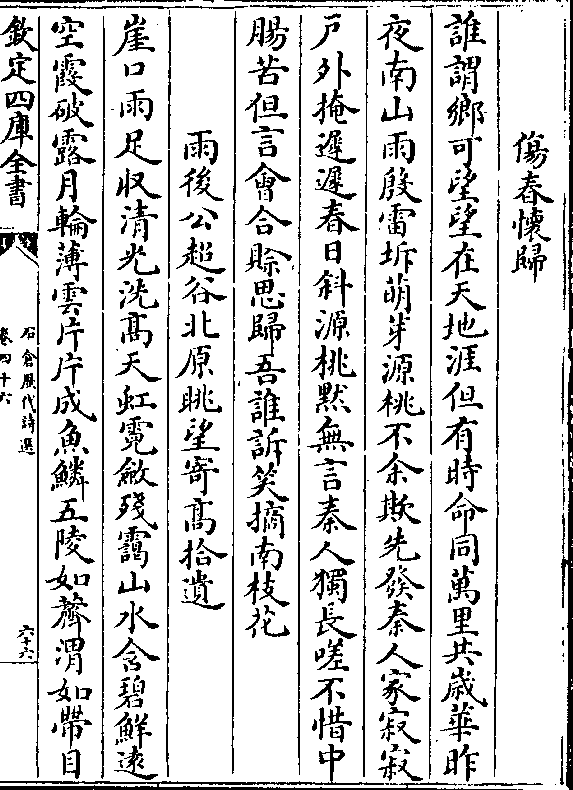 傷春懷歸
誰謂鄉可望望在天地涯但有時命同萬里共歲華昨
夜南山雨殷雷坼萌芽源桃不余欺先發秦人家寂寂
户外掩遲遲春日斜源桃默無言秦人獨長嗟不惜中
腸苦但言會合賒思歸吾誰訴笑摘南枝花
雨後公超谷北原眺望寄髙拾遺
崖口雨足収清光洗髙天虹霓斂殘靄山水含碧鮮逺
空霞破露月輪薄雲片片成魚鱗五陵如薺渭如帶目
欽定四庫全書
石倉歷代詩選
卷四十六
六十六